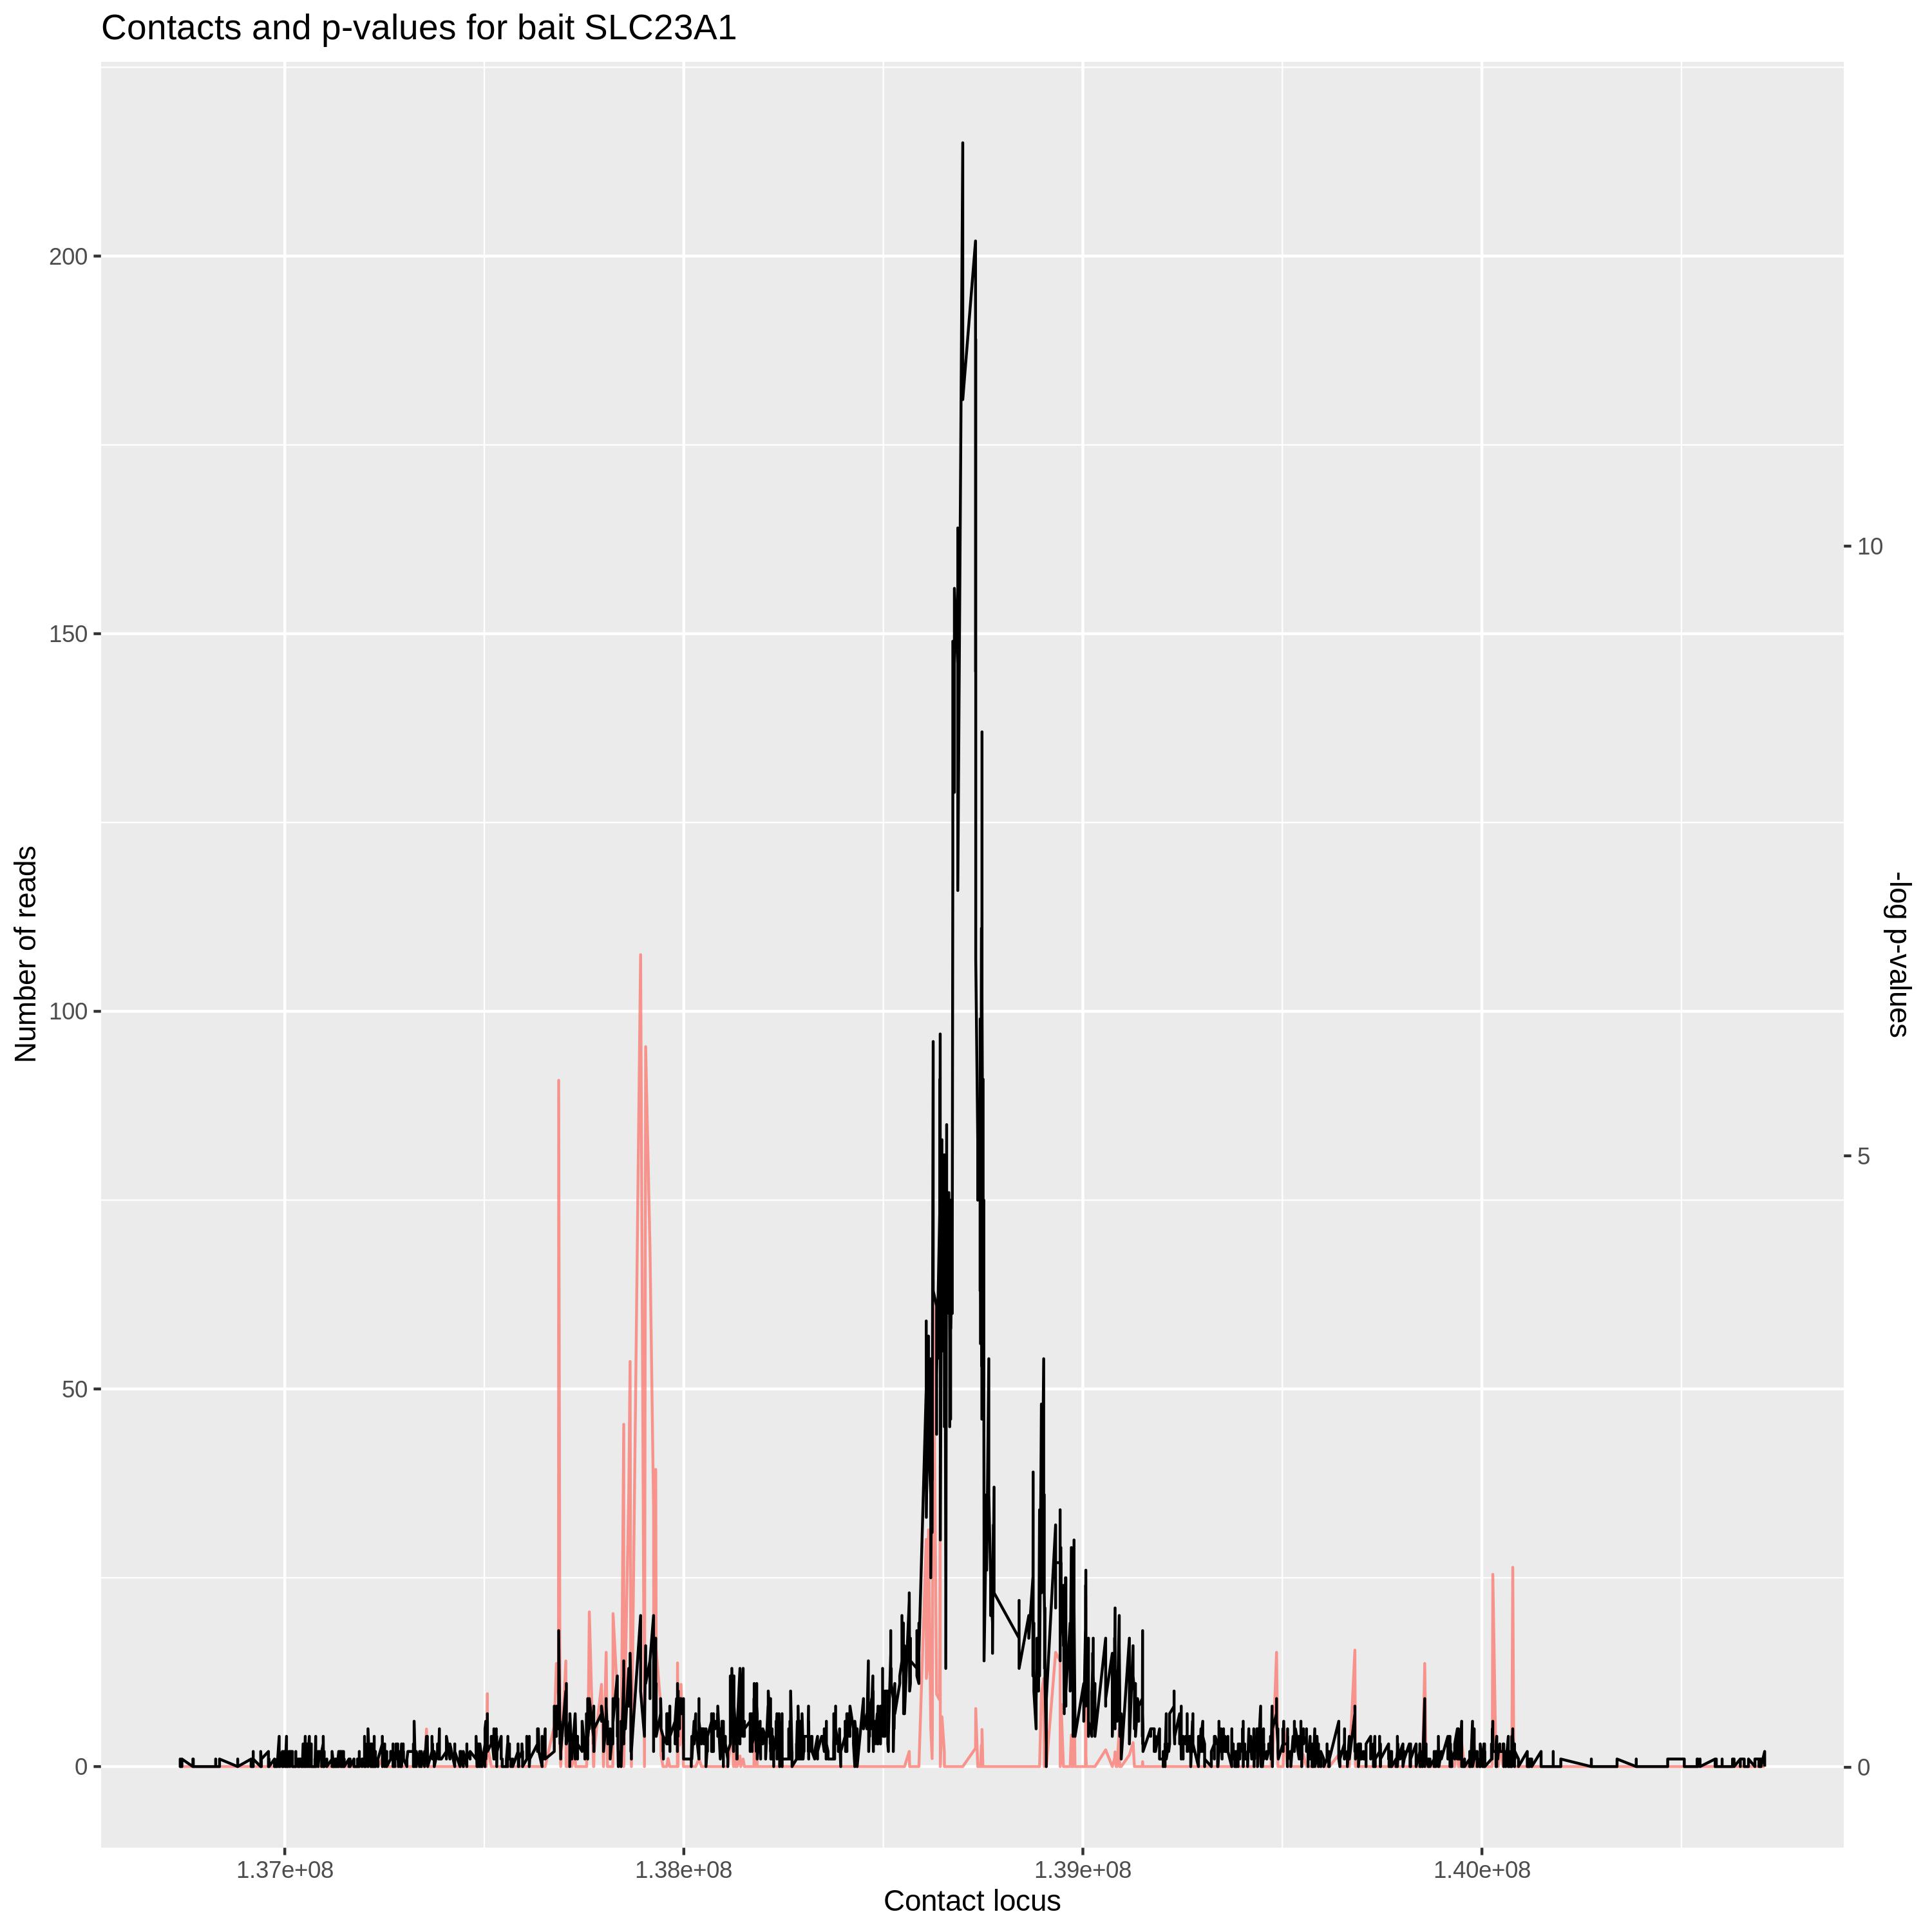 Contacts and p-values for bait SLC23A1
200
150
100
50
0
Number of reads
10
5
0
-log p-values
1.37e+08
1.38e+08
1.39e+08
1.40e+08
Contact locus